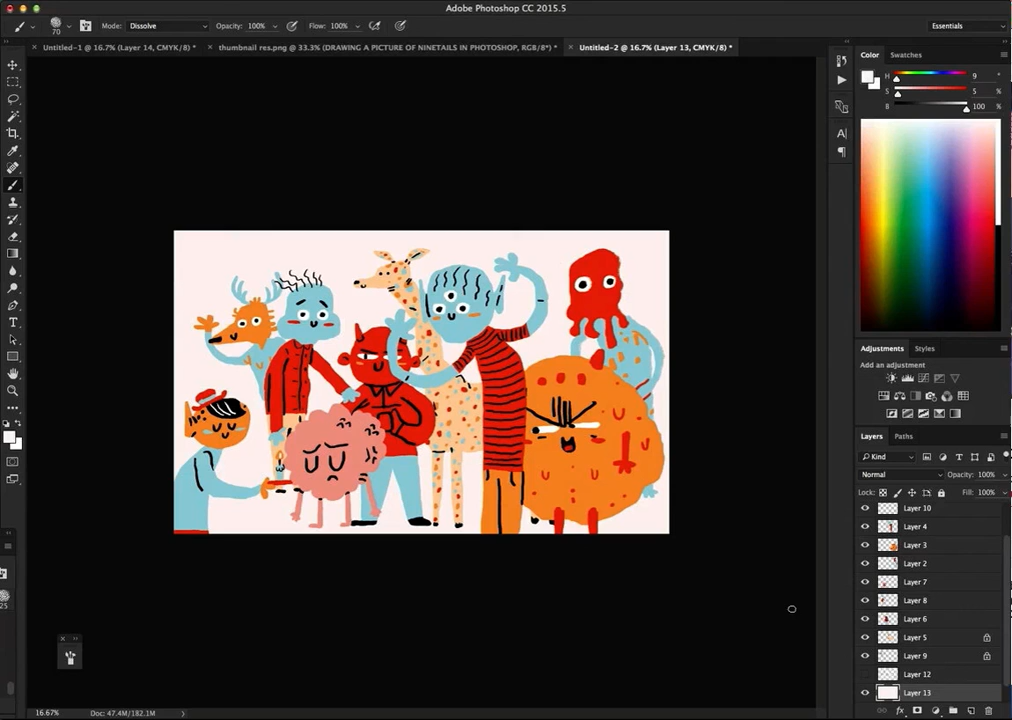 Adobe Photoshop CC 2015.5
70
Mode: Dissolve
Opacity: 100%
Flow: 100%
Essentials
Untitled-1 @ 16.7% (Layer 14, CMYK/8) *
thumbnail res.png @ 33.3% (DRAWING A PICTURE OF NINETAILS IN PHOTOSHOP, RGB/8*) *
Untitled-2 @ 16.7% (Layer 13, CMYK/8) *
Color
Swatches
H 9 °
S 5 %
B 100 %
Adjustments
Styles
Add an adjustment
Layers
Paths
Kind
Normal
Opacity: 100%
Lock:
Fill: 100%
Layer 10
Layer 4
Layer 3
Layer 2
Layer 7
Layer 8
Layer 6
Layer 5
Layer 9
Layer 12
Layer 13
25
16.67%
Doc: 47.4M/182.1M